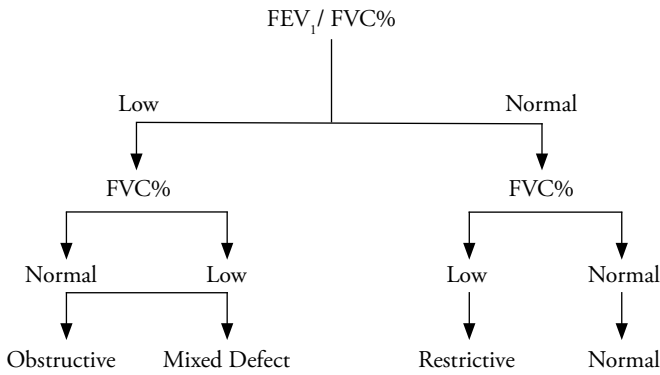 FEV₁/ FVC%
Low Normal
FVC% FVC%
Normal Low Low Normal
Obstructive Mixed Defect Restrictive Normal